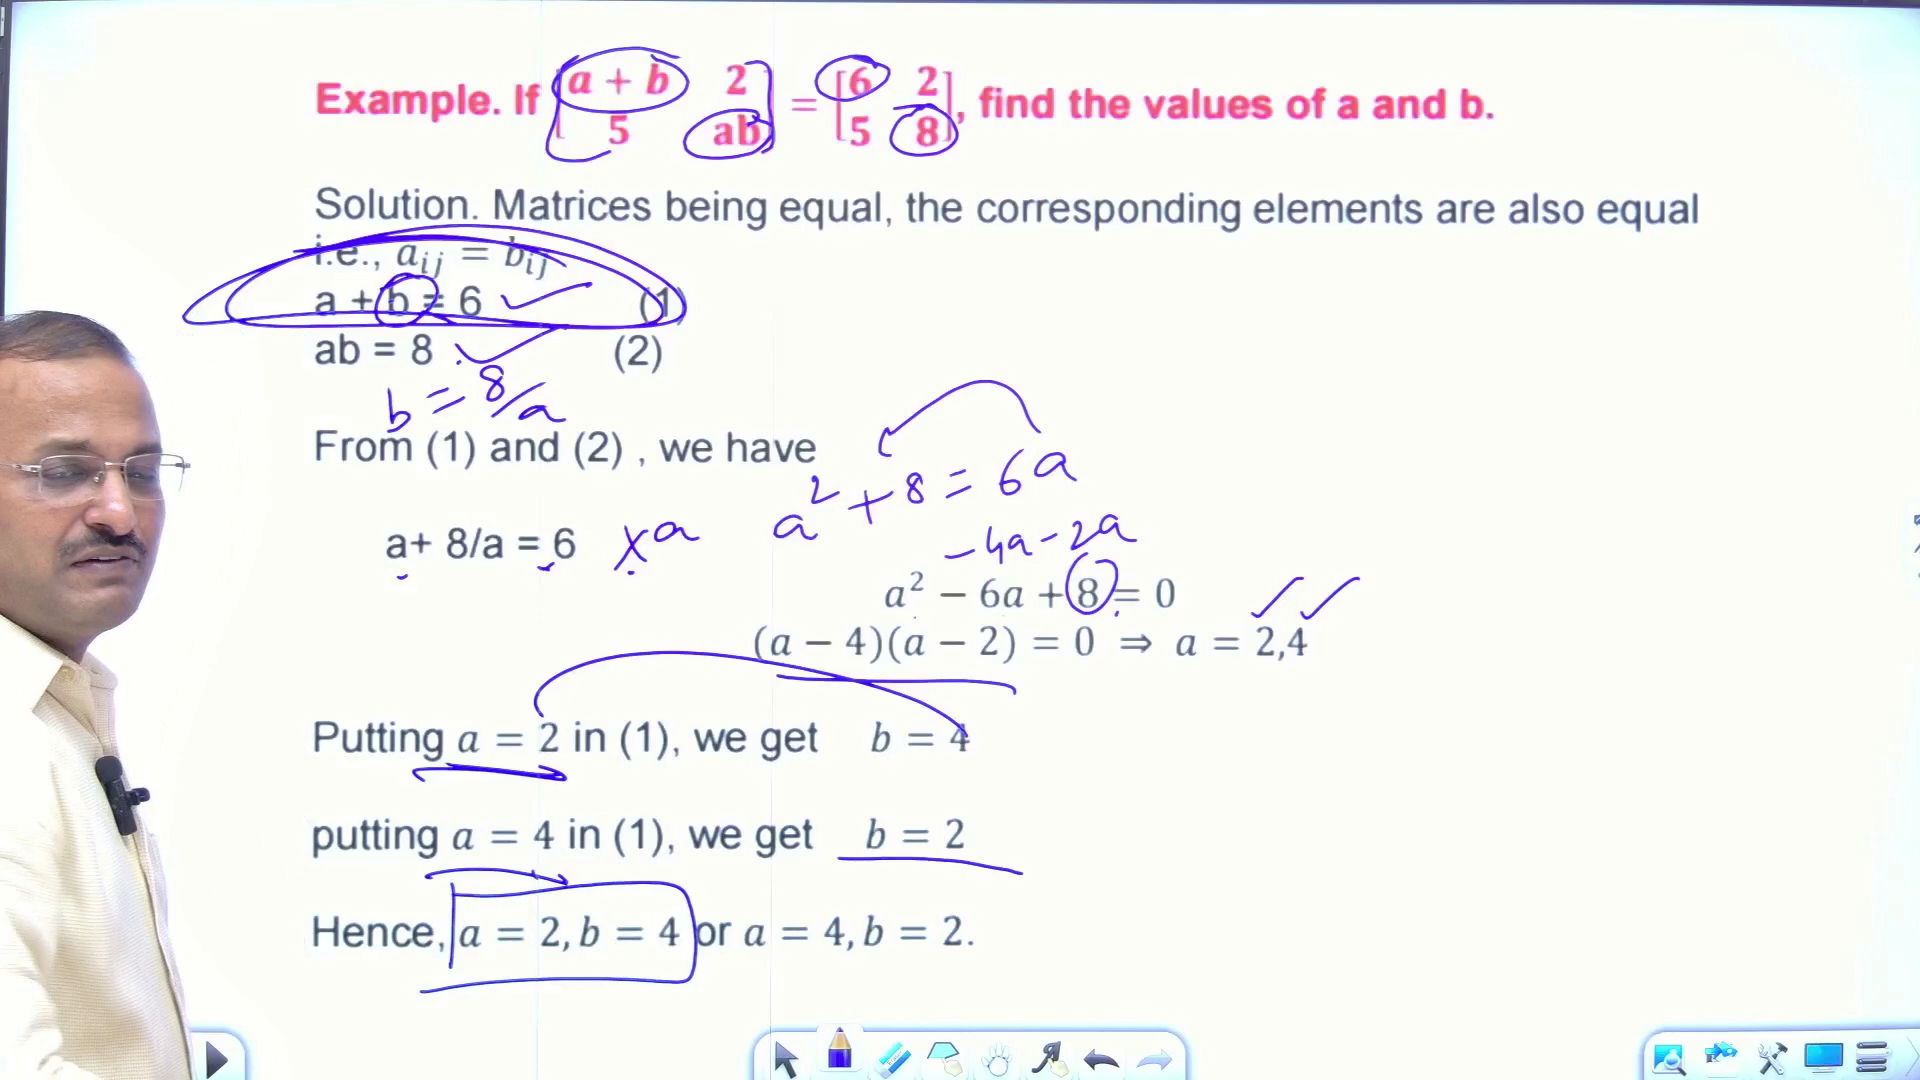 Example. If [a + b 2 5 ab] = [6 2 5 8], find the values of a and b.
Solution. Matrices being equal, the corresponding elements are also equal
i.e., aᵢⱼ = bᵢⱼ
a + b = 6 (1)
ab = 8 (2)
b = 8/a
From (1) and (2) , we have
a² + 8 = 6a
a+ 8/a = 6 × a
-4a - 2a
a² − 6a + 8 = 0
(a − 4)(a − 2) = 0 ⇒ a = 2,4
Putting a = 2 in (1), we get b = 4
putting a = 4 in (1), we get b = 2
Hence, a = 2, b = 4 or a = 4, b = 2.